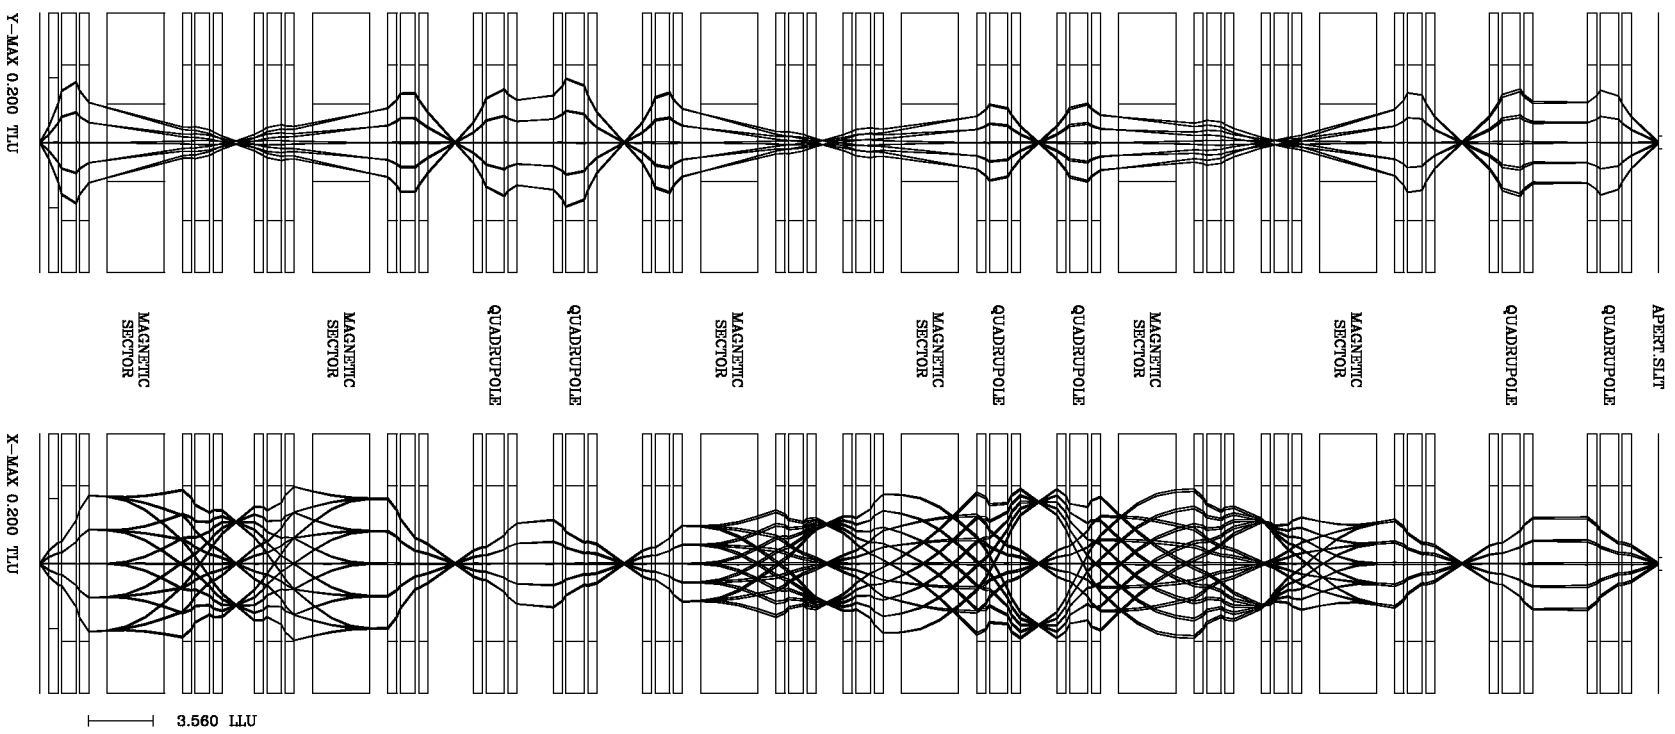 Y-MAX 0.200 TLU
MAGNETIC
SECTOR
MAGNETIC
SECTOR
QUADRUPOLE
QUADRUPOLE
MAGNETIC
SECTOR
MAGNETIC
SECTOR
QUADRUPOLE
QUADRUPOLE
MAGNETIC
SECTOR
MAGNETIC
SECTOR
QUADRUPOLE
QUADRUPOLE
APERT.SLIT
X-MAX 0.200 TLU
3.560 LLU